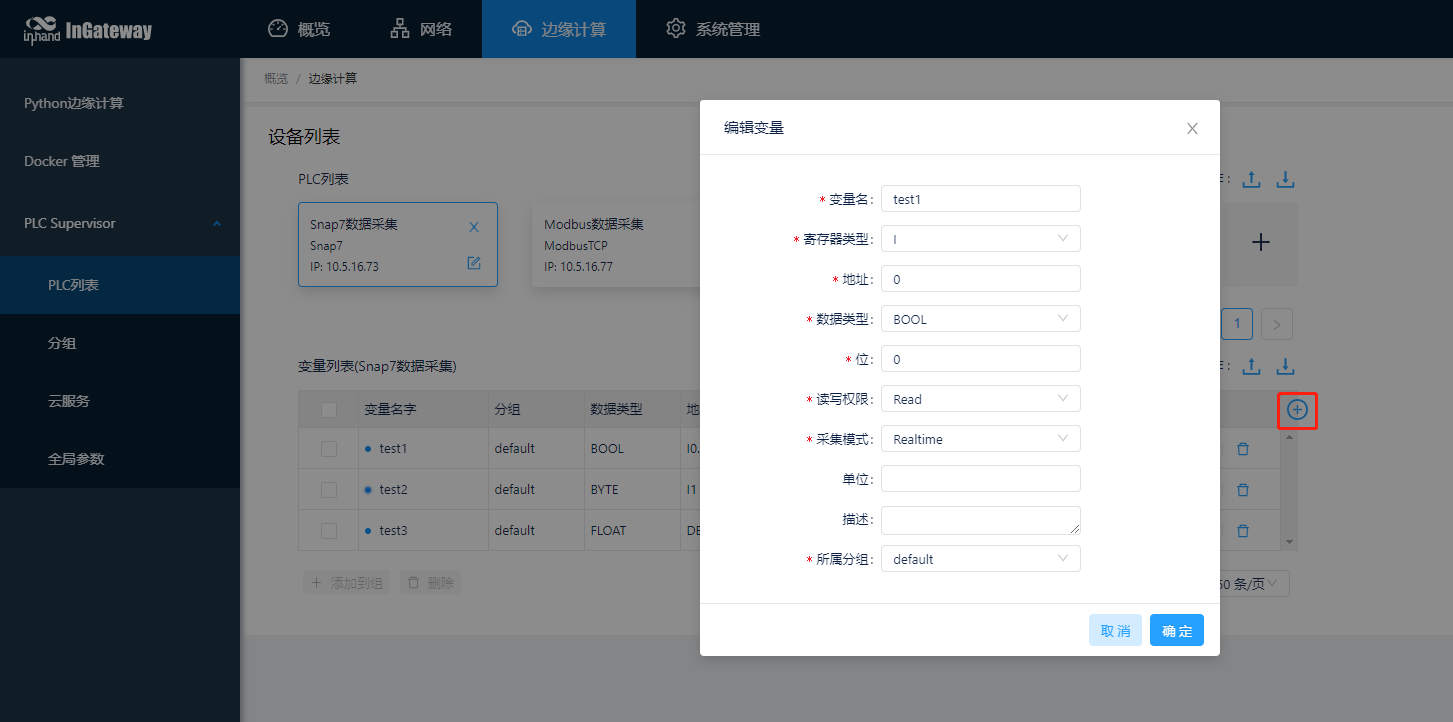 inhand InGateway
概览
网络
边缘计算
系统管理
Python边缘计算
Docker 管理
PLC Supervisor
PLC列表
分组
云服务
全局参数
概览 / 边缘计算
设备列表
PLC列表
Snap7数据采集
Snap7
IP: 10.5.16.73
Modbus数据采集
ModbusTCP
IP: 10.5.16.77
1
变量列表(Snap7数据采集)
变量名字 分组 数据类型
test1 default BOOL I0.
test2 default BYTE I1
test3 default FLOAT
添加到组 删除
条/页
编辑变量
* 变量名: test1
* 寄存器类型: I
* 地址: 0
* 数据类型: BOOL
* 位: 0
* 读写权限: Read
* 采集模式: Realtime
单位:
描述:
* 所属分组: default
取消 确定